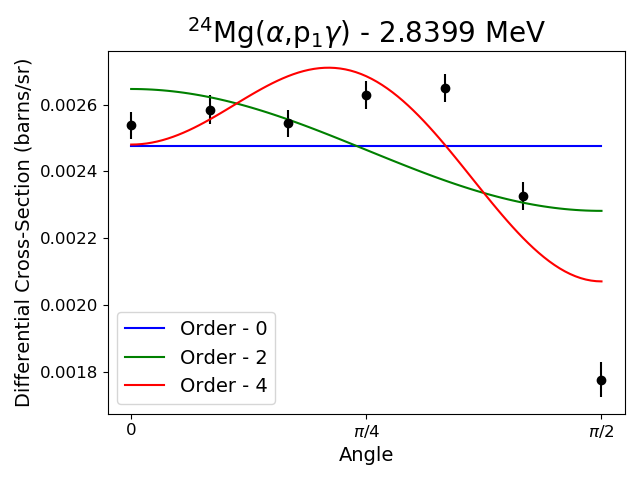 ²⁴Mg(α,p₁γ) - 2.8399 MeV
Differential Cross-Section (barns/sr)
0.0026
0.0024
0.0022
0.0020
0.0018
Order - 0
Order - 2
Order - 4
0 π/4 π/2
Angle